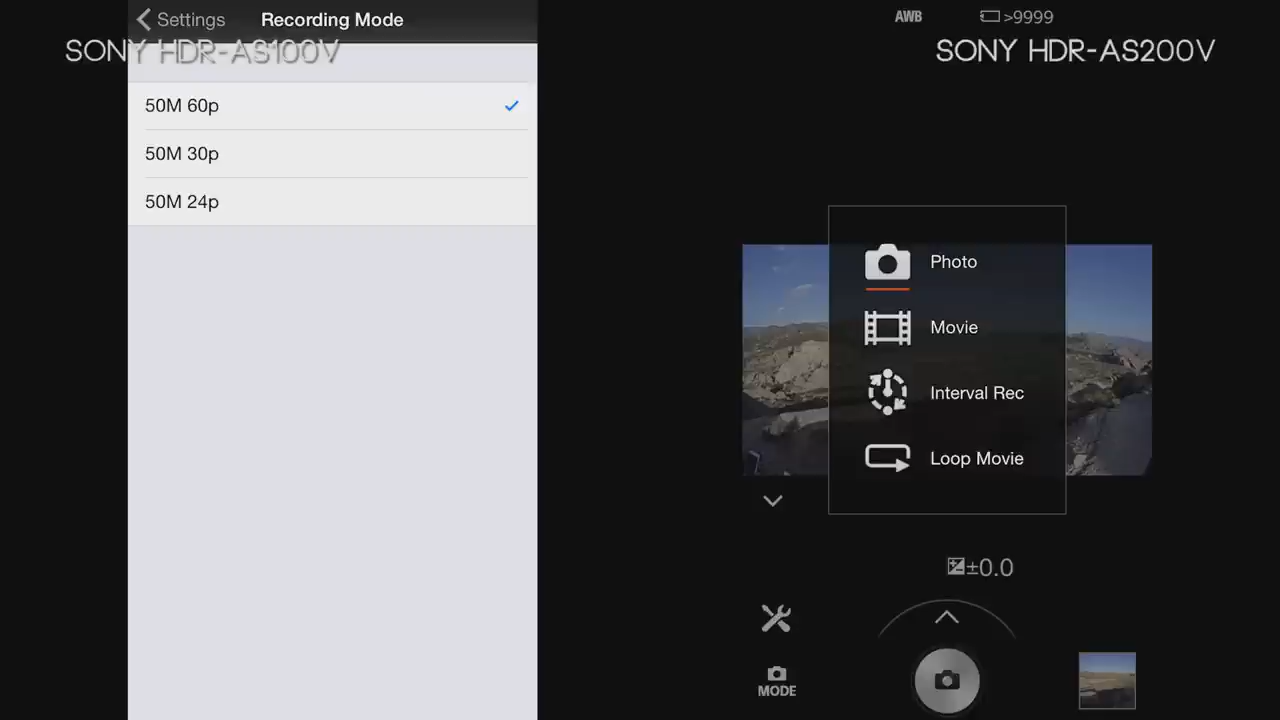 Settings
Recording Mode
SONY HDR-AS100V
50M 60p
50M 30p
50M 24p
AWB
>9999
SONY HDR-AS200V
Photo
Movie
Interval Rec
Loop Movie
±0.0
MODE